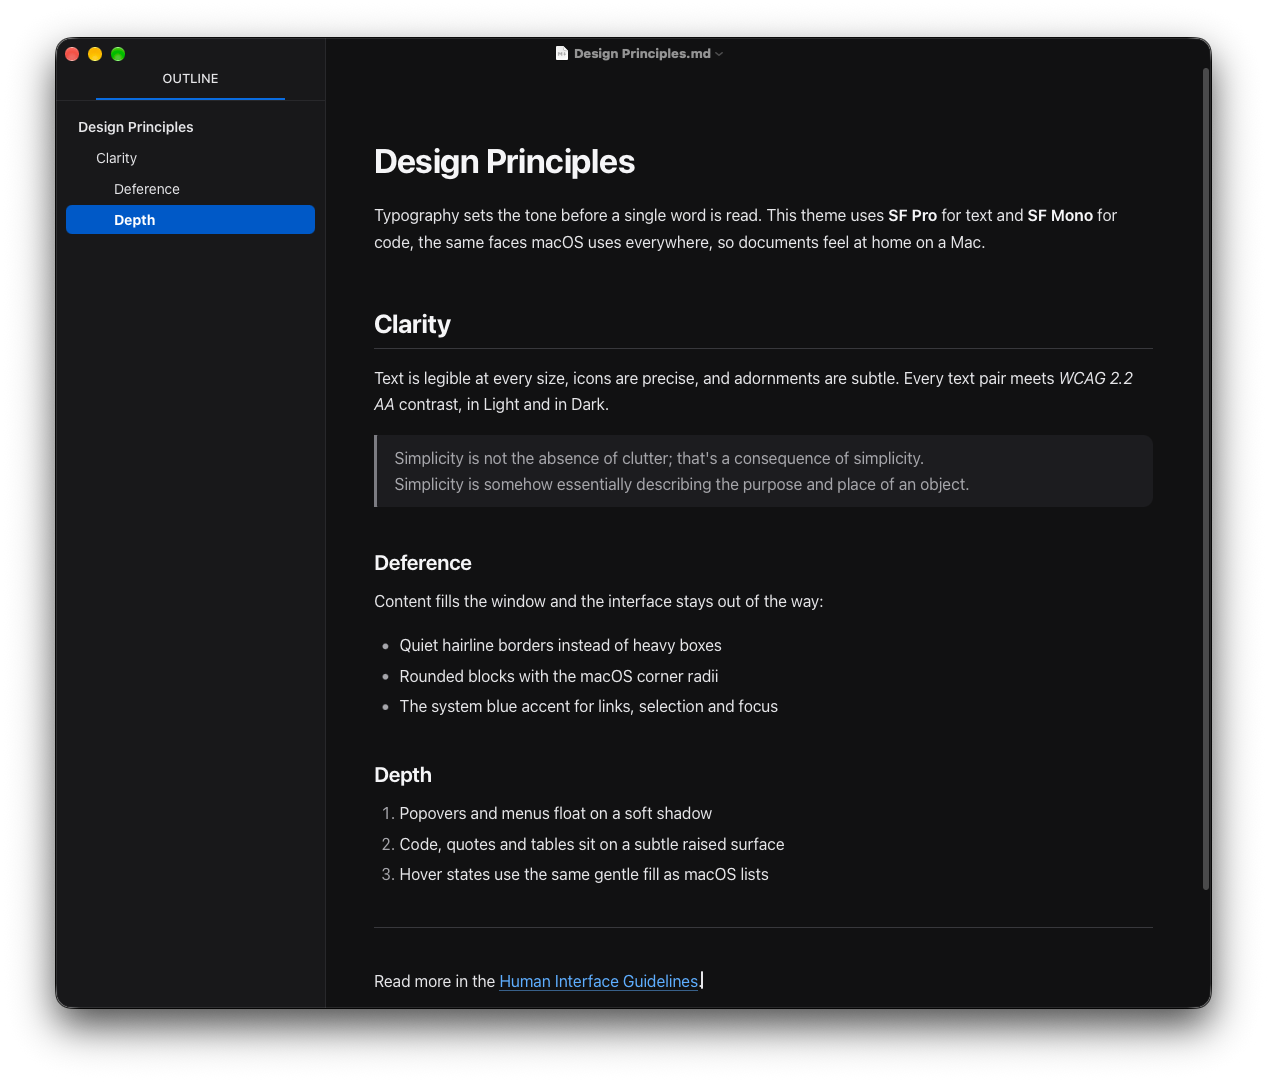 Design Principles.md
OUTLINE
Design Principles
Clarity
Deference
Depth
Design Principles
Typography sets the tone before a single word is read. This theme uses SF Pro for text and SF Mono for
code, the same faces macOS uses everywhere, so documents feel at home on a Mac.
Clarity
Text is legible at every size, icons are precise, and adornments are subtle. Every text pair meets WCAG 2.2
AA contrast, in Light and in Dark.
Simplicity is not the absence of clutter; that's a consequence of simplicity.
Simplicity is somehow essentially describing the purpose and place of an object.
Deference
Content fills the window and the interface stays out of the way:
• Quiet hairline borders instead of heavy boxes
• Rounded blocks with the macOS corner radii
• The system blue accent for links, selection and focus
Depth
1. Popovers and menus float on a soft shadow
2. Code, quotes and tables sit on a subtle raised surface
3. Hover states use the same gentle fill as macOS lists
Read more in the Human Interface Guidelines.